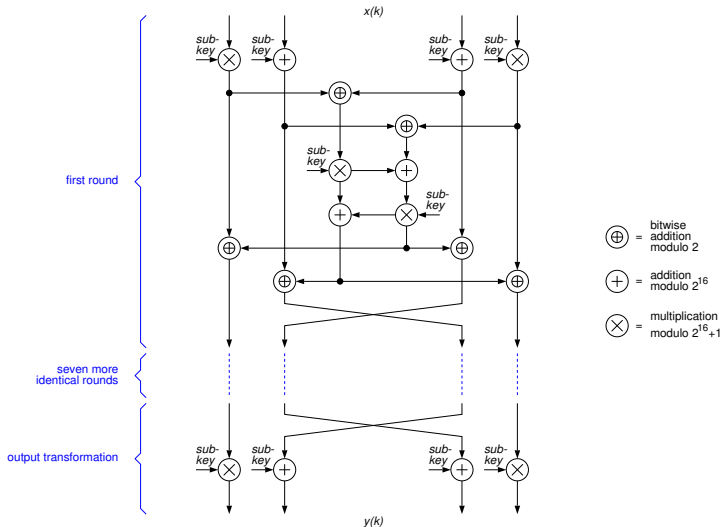 x(k)
sub-
key
sub-
key
sub-
key
sub-
key
sub-
key
first round
sub-
key
bitwise
= addition
modulo 2
= addition
modulo 2^16
= multiplication
modulo 2^16+1
seven more
identical rounds
sub-
key
sub-
key
sub-
key
sub-
key
output transformation
y(k)